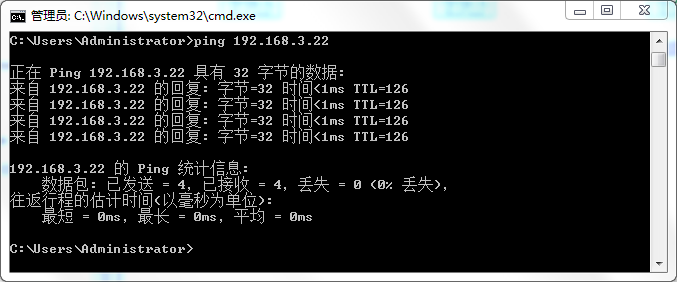 管理员: C:\Windows\system32\cmd.exe
C:\Users\Administrator>ping 192.168.3.22
正在 Ping 192.168.3.22 具有 32 字节的数据:
来自 192.168.3.22 的回复: 字节=32 时间<1ms TTL=126
来自 192.168.3.22 的回复: 字节=32 时间<1ms TTL=126
来自 192.168.3.22 的回复: 字节=32 时间<1ms TTL=126
来自 192.168.3.22 的回复: 字节=32 时间<1ms TTL=126
192.168.3.22 的 Ping 统计信息:
数据包: 已发送 = 4, 已接收 = 4, 丢失 = 0 (0% 丢失),
往返行程的估计时间(以毫秒为单位):
最短 = 0ms, 最长 = 0ms, 平均 = 0ms
C:\Users\Administrator>